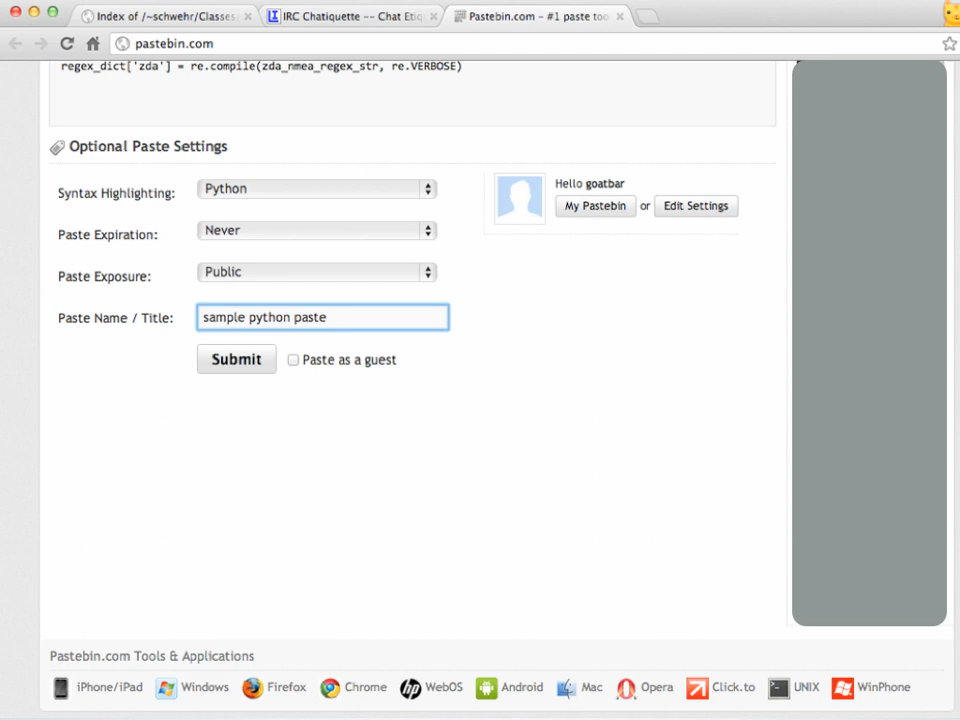 Index of /~schwehr/Classes
IRC Chatiquette -- Chat Etiq
Pastebin.com - #1 paste too
pastebin.com
regex_dict['zda'] = re.compile(zda_nmea_regex_str, re.VERBOSE)
Optional Paste Settings
Syntax Highlighting: Python
Hello goatbar
My Pastebin or Edit Settings
Paste Expiration: Never
Paste Exposure: Public
Paste Name / Title: sample python paste
Submit Paste as a guest
Pastebin.com Tools & Applications
iPhone/iPad Windows Firefox Chrome WebOS Android Mac Opera Click.to UNIX WinPhone